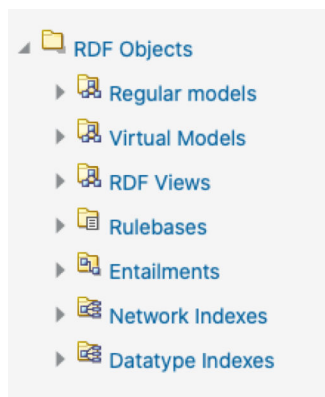 RDF Objects
Regular models
Virtual Models
RDF Views
Rulebases
Entailments
Network Indexes
Datatype Indexes